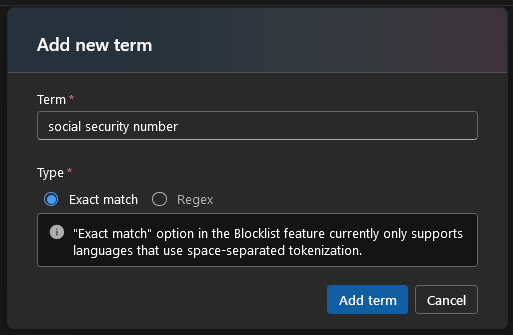 Add new term
Term *
social security number
Type *
Exact match Regex
"Exact match" option in the Blocklist feature currently only supports
languages that use space-separated tokenization.
Add term Cancel